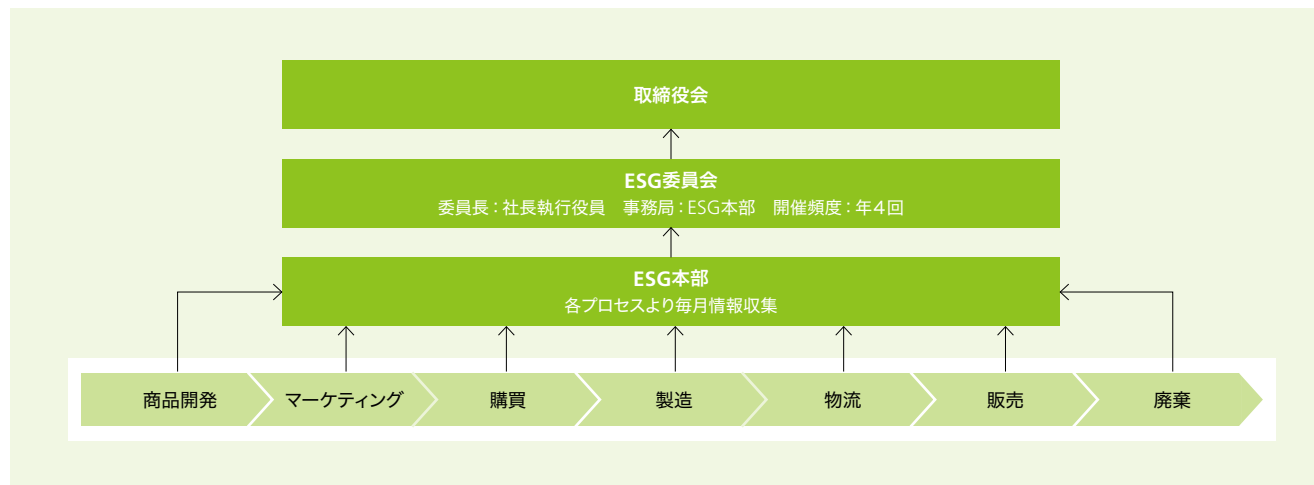 取締役会
ESG委員会
委員長：社長執行役員　事務局：ESG本部　開催頻度：年4回
ESG本部
各プロセスより毎月情報収集
商品開発
マーケティング
購買
製造
物流
販売
廃棄